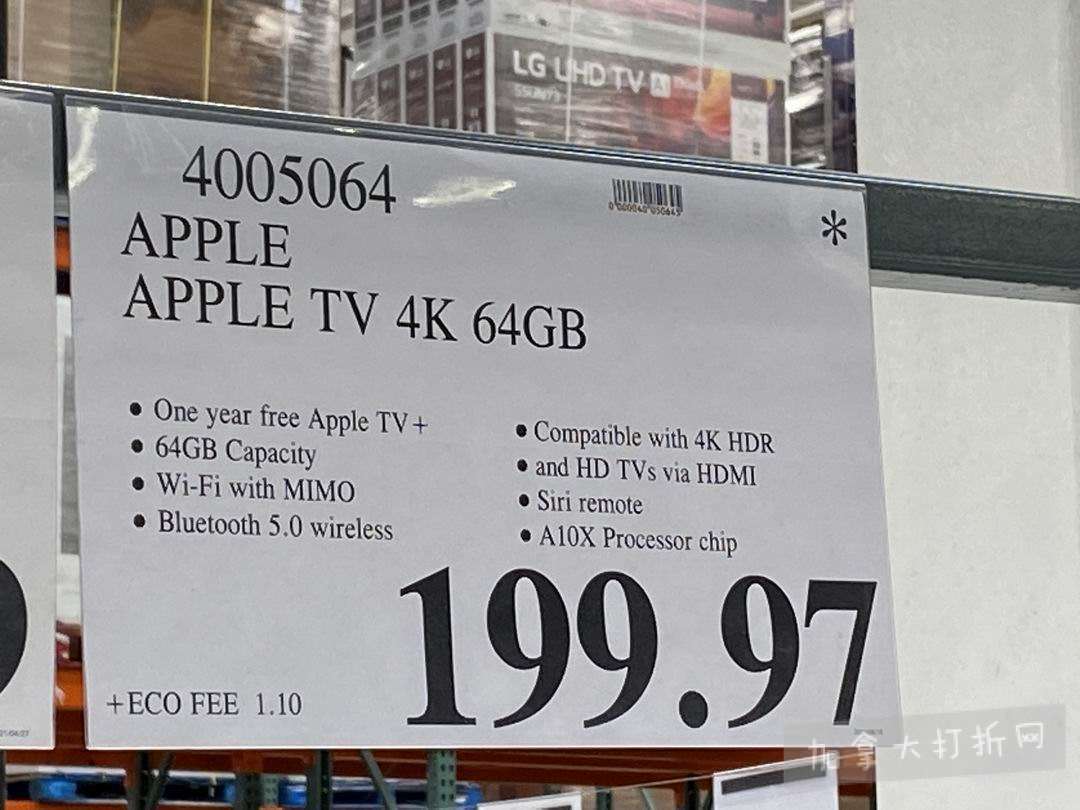 LG UHD TV AI
4005064
*
APPLE
APPLE TV 4K 64GB
• One year free Apple TV+
• 64GB Capacity
• Wi-Fi with MIMO
• Bluetooth 5.0 wireless
• Compatible with 4K HDR
• and HD TVs via HDMI
• Siri remote
• A10X Processor chip
199.97
+ECO FEE 1.10
加拿大打折网